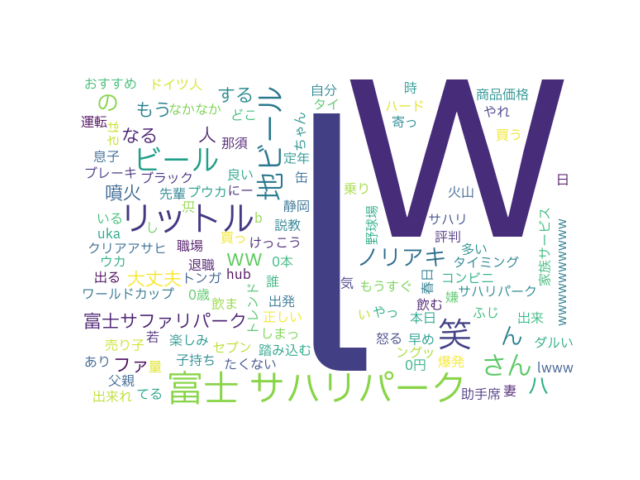 おすすめ
ドイツ人
の
もう
する
なかなか
どこ
地ビール
自分
タイ
ちゃん
W
時
ハード
寄っ
商品価格
やれ
買う
運転
なる
人
那須
定年
息子
ビール
ブレーキ
ブラック
良い
缶
噴火
先輩
プウカ
にー
静岡
説教
乗り
野球場
火山
日
サハリ
評判
家族サービス
wwwwwwwwwww
いる
し
リットル
b
l
uka
クリアアサヒ
職場
けっこう
ノリアキ
多い
タイミング
ウカ
ww
0本
出る
大丈夫
退職
トンガ
hub
誰
気
もうすぐ
春日
コンビニ
嫌
サハリパーク
ワールドカップ
0歳
飲ま
トレンド
出発
い
やっ
飲む
本日
ふじ
出来
富士サファリパーク
若
正しい
しまっ
笑
ん
ダルい
売り子
楽しみ
セブン
踏み込む
怒る
早め
あり
ファ
量
子持ち
たくない
ングッ
0円
爆発
さん
lwww
父親
出来れ
てる
富士 サハリパーク
助手席
妻
ハ